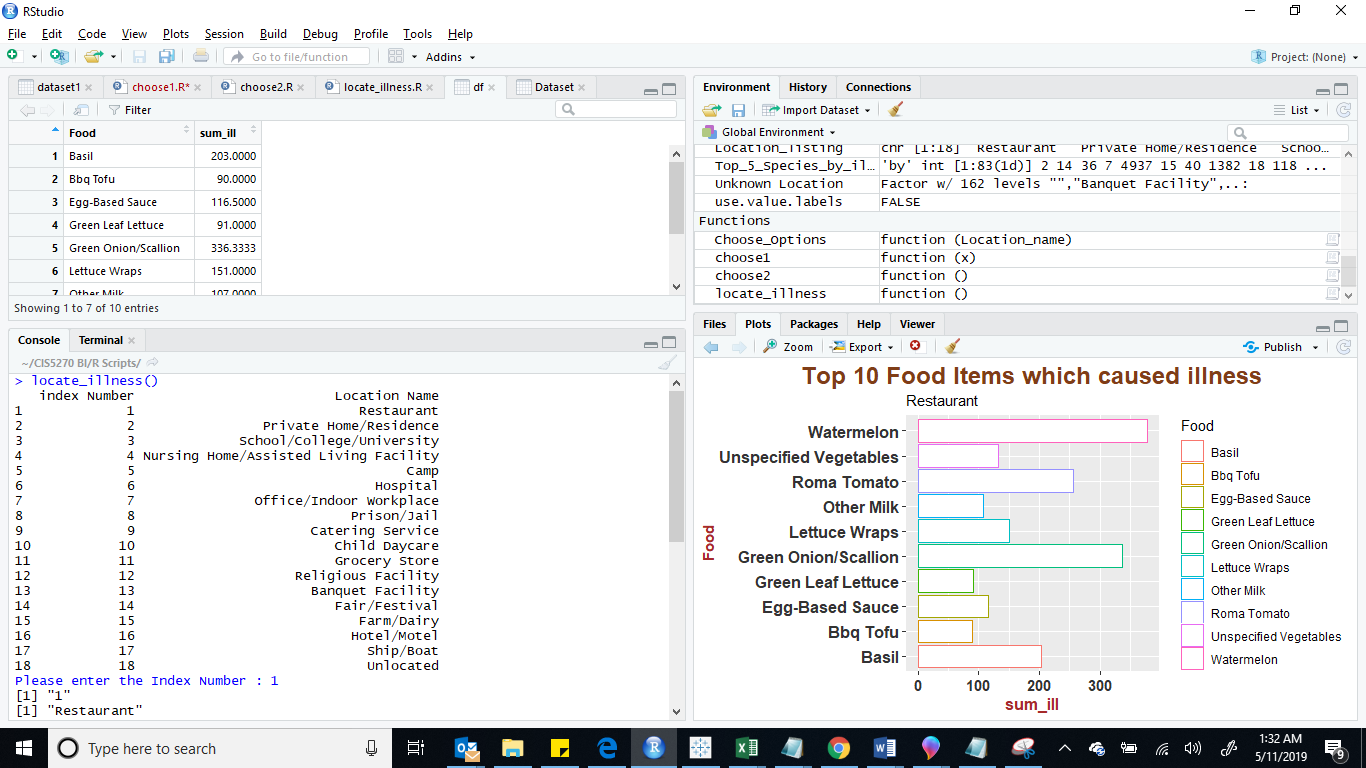 RStudio
File Edit Code View Plots Session Build Debug Profile Tools Help
Go to file/function Addins Project: (None)
dataset1 choose1.R* choose2.R locate_illness.R df Dataset
Filter
Food sum_ill
1 Basil 203.0000
2 Bbq Tofu 90.0000
3 Egg-Based Sauce 116.5000
4 Green Leaf Lettuce 91.0000
5 Green Onion/Scallion 336.3333
6 Lettuce Wraps 151.0000
7 Other Milk 107.0000
Showing 1 to 7 of 10 entries
Console Terminal
~/CIS5270 BI/R Scripts/
> locate_illness()
index Number Location Name
1 1 Restaurant
2 2 Private Home/Residence
3 3 School/College/University
4 4 Nursing Home/Assisted Living Facility
5 5 Camp
6 6 Hospital
7 7 Office/Indoor Workplace
8 8 Prison/Jail
9 9 Catering Service
10 10 Child Daycare
11 11 Grocery Store
12 12 Religious Facility
13 13 Banquet Facility
14 14 Fair/Festival
15 15 Farm/Dairy
16 16 Hotel/Motel
17 17 Ship/Boat
18 18 Unlocated
Please enter the Index Number : 1
[1] "1"
[1] "Restaurant"
Environment History Connections
Import Dataset List
Global Environment
Location_listing chr [1:18] "Restaurant" "Private Home/Residence" "Schoo...
Top_5_Species_by_il... 'by' int [1:83(1d)] 2 14 36 7 4937 15 40 1382 18 118 ...
Unknown Location Factor w/ 162 levels "","Banquet Facility",..:
use.value.labels FALSE
Functions
Choose_Options function (Location_name)
choose1 function (x)
choose2 function ()
locate_illness function ()
Files Plots Packages Help Viewer
Zoom Export Publish
Top 10 Food Items which caused illness
Restaurant
Food
Watermelon
Unspecified Vegetables
Roma Tomato
Other Milk
Lettuce Wraps
Green Onion/Scallion
Green Leaf Lettuce
Egg-Based Sauce
Bbq Tofu
Basil
0 100 200 300
sum_ill
Food
Basil
Bbq Tofu
Egg-Based Sauce
Green Leaf Lettuce
Green Onion/Scallion
Lettuce Wraps
Other Milk
Roma Tomato
Unspecified Vegetables
Watermelon
Type here to search
1:32 AM
5/11/2019
9